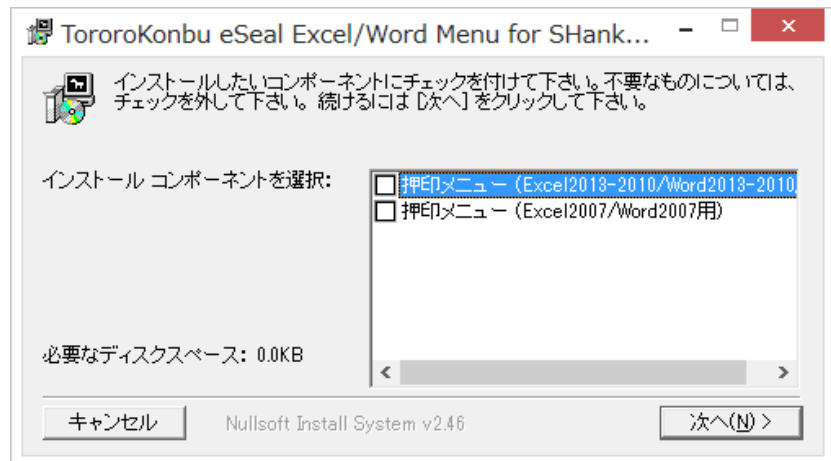 TororoKonbu eSeal Excel/Word Menu for SHank...
インストールしたいコンポーネントにチェックを付けて下さい。不要なものについては、
チェックを外して下さい。続けるには [次へ] をクリックして下さい。
インストール コンポーネントを選択:
押印メニュー (Excel2013-2010/Word2013-2010
押印メニュー (Excel2007/Word2007用)
必要なディスクスペース: 0.0KB
キャンセル
Nullsoft Install System v2.46
次へ(N) >